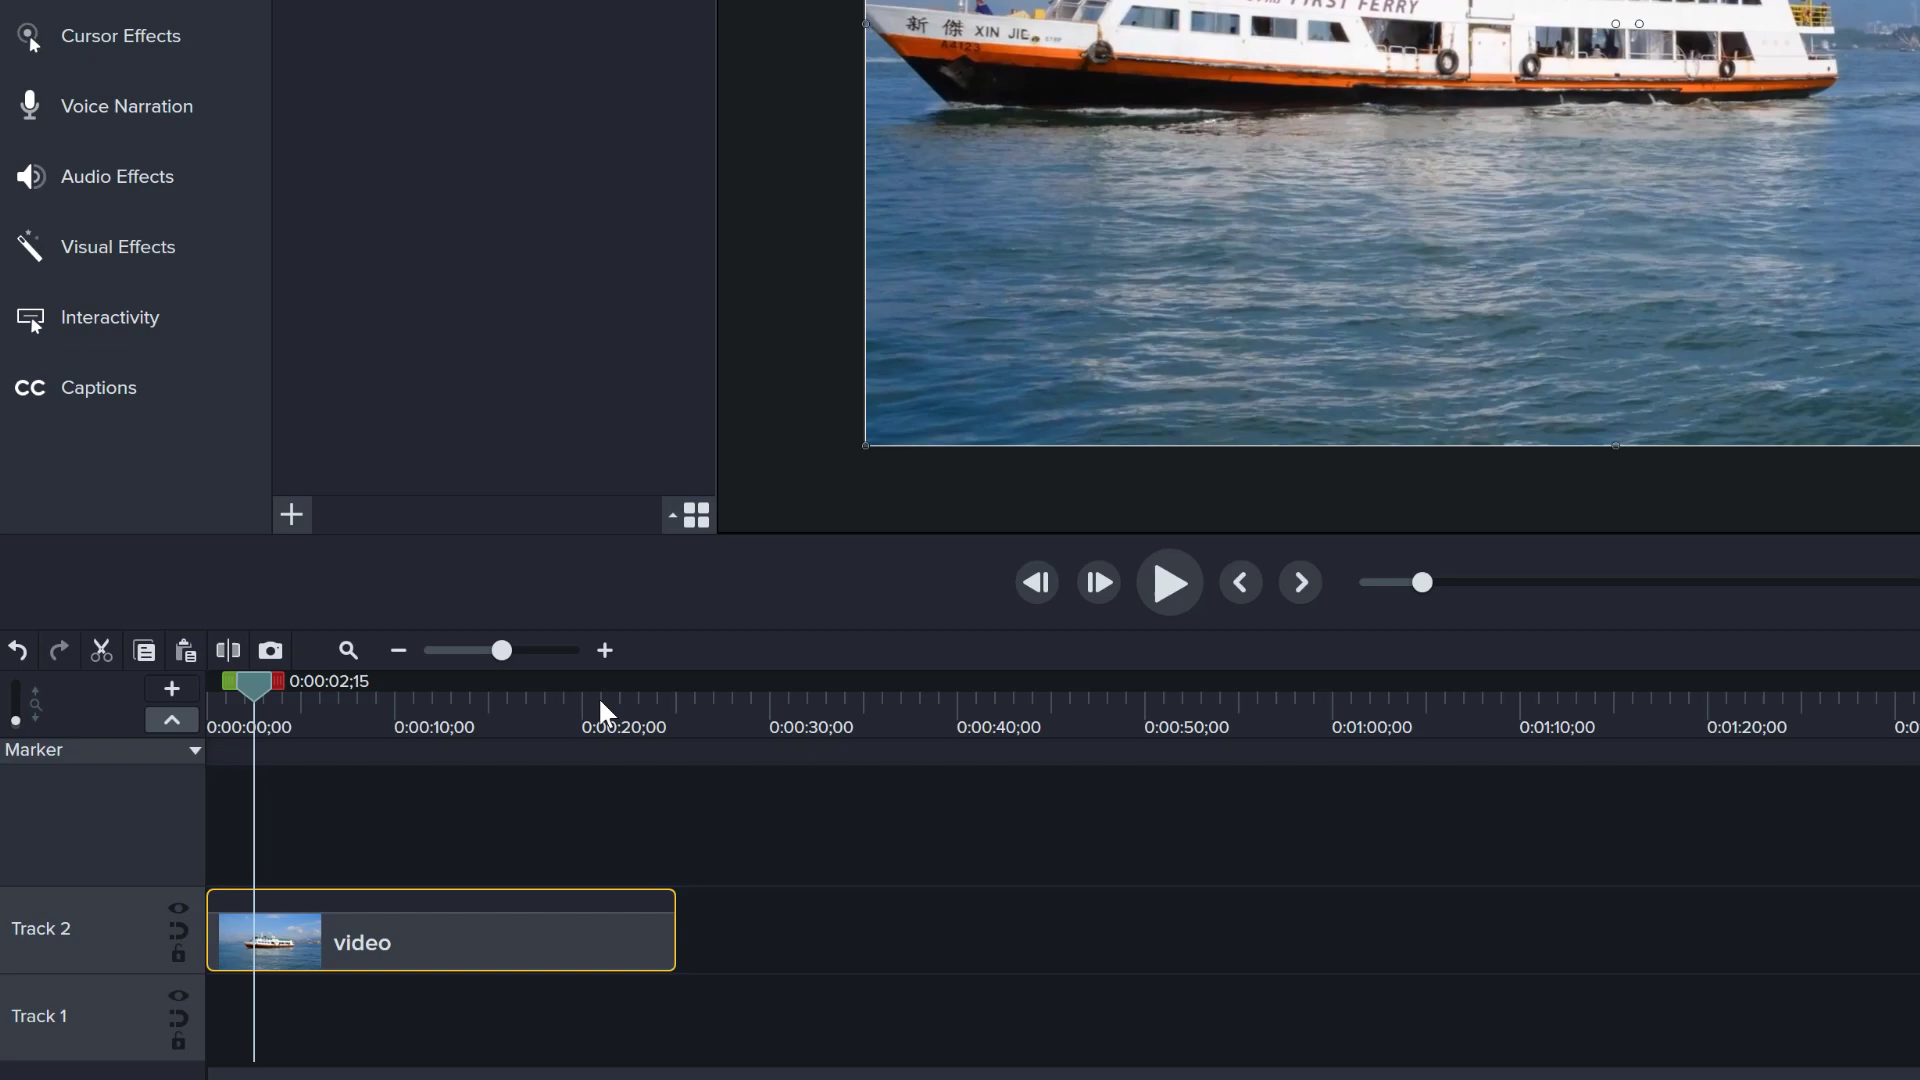 Cursor Effects
Voice Narration
Audio Effects
Visual Effects
Interactivity
CC Captions
FIRST FERRY
新 傑 XIN JIE
A4123
0:00:02;15
0:00:00;00 0:00:10;00 0:00:20;00 0:00:30;00 0:00:40;00 0:00:50;00 0:01:00;00 0:01:10;00 0:01:20;00 0:0
Marker
Track 2
video
Track 1